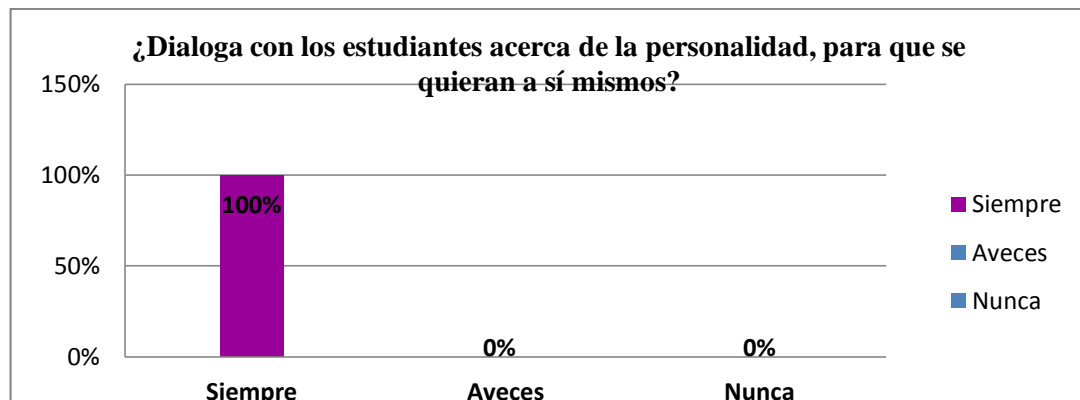 ¿Dialoga con los estudiantes acerca de la personalidad, para que se
quieran a sí mismos?
150%
100%
50%
0%
100%
0%
0%
Siempre
Aveces
Nunca
Siempre
Aveces
Nunca